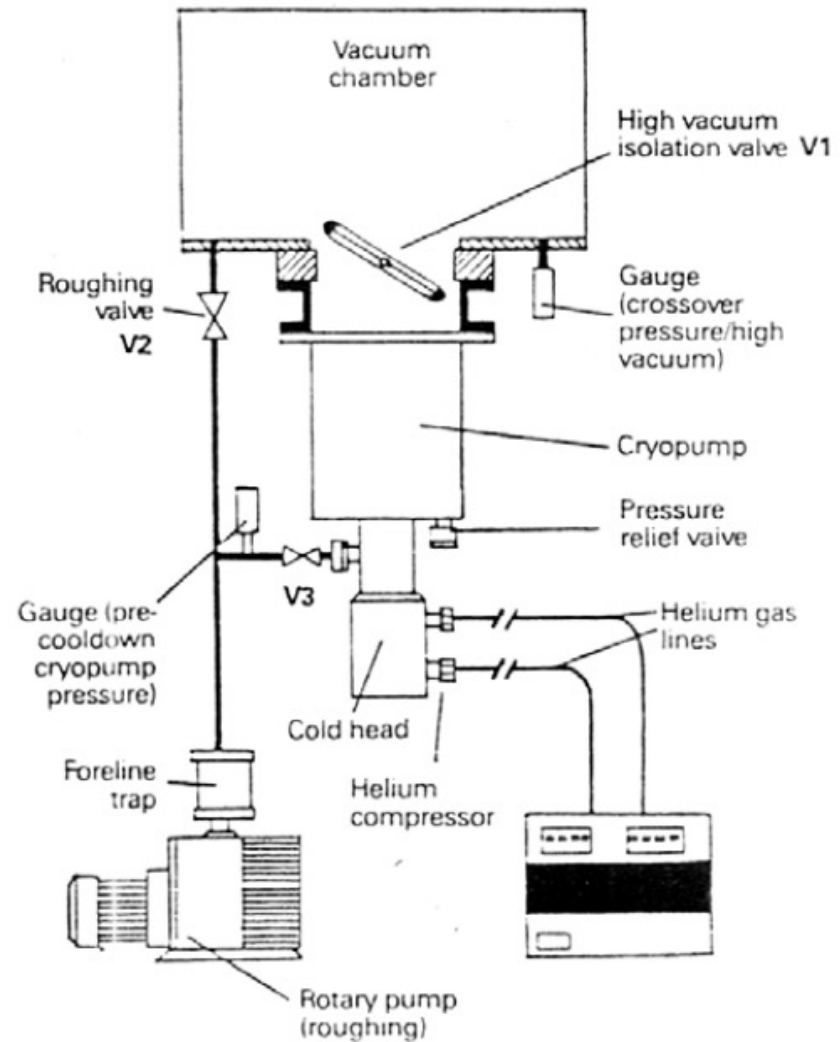 Vacuum
chamber
High vacuum
isolation valve V1
Roughing
valve
V2
Gauge
(crossover
pressure/high
vacuum)
Cryopump
Pressure
relief valve
V3
Gauge (pre-
cooldown
cryopump
pressure)
Helium gas
lines
Cold head
Foreline
trap
Helium
compressor
Rotary pump
(roughing)